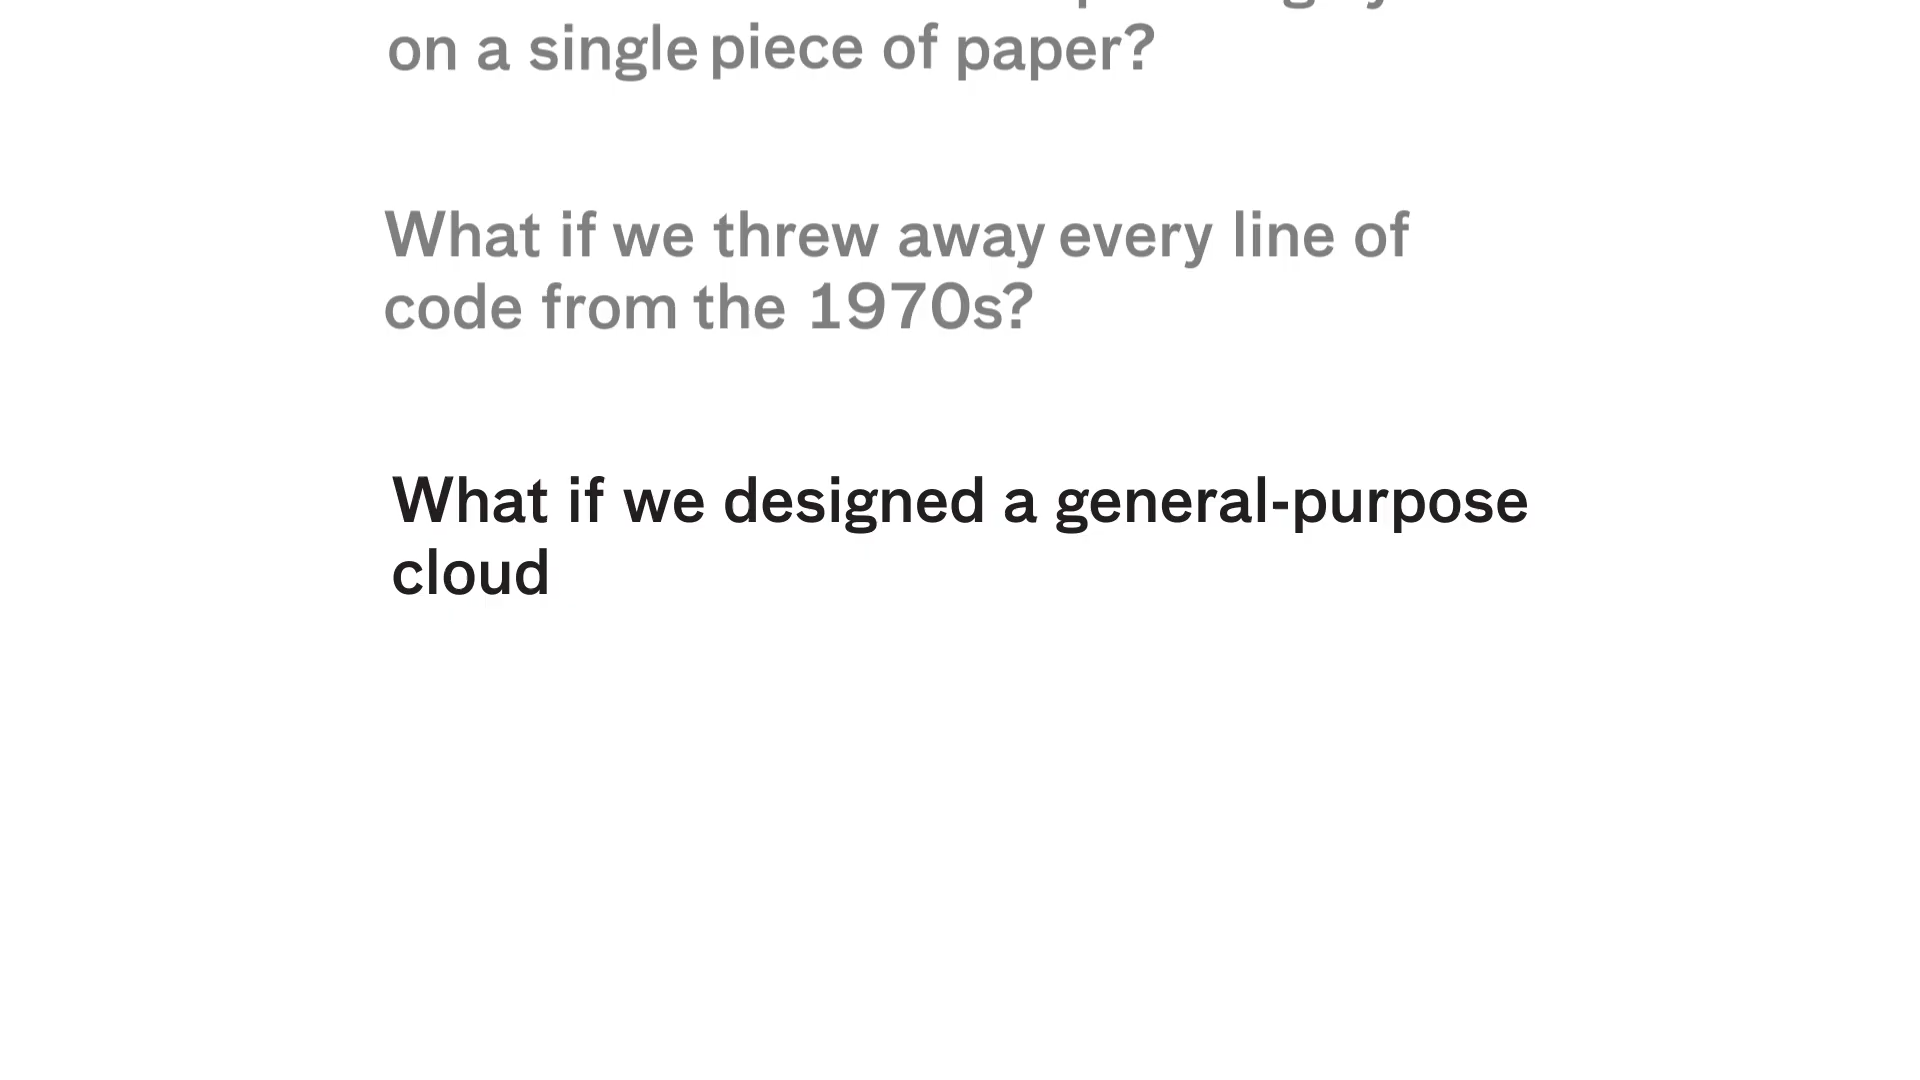 on a single piece of paper?
What if we threw away every line of
code from the 1970s?
What if we designed a general-purpose
cloud